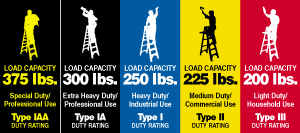 LOAD CAPACITY
375 lbs.
Special Duty/
Professional Use
Type IAA
DUTY RATING
LOAD CAPACITY
300 lbs.
Extra Heavy Duty/
Professional Use
Type IA
DUTY RATING
LOAD CAPACITY
250 lbs.
Heavy Duty/
Industrial Use
Type I
DUTY RATING
LOAD CAPACITY
225 lbs.
Medium Duty/
Commercial Use
Type II
DUTY RATING
LOAD CAPACITY
200 lbs.
Light Duty/
Household Use
Type III
DUTY RATING